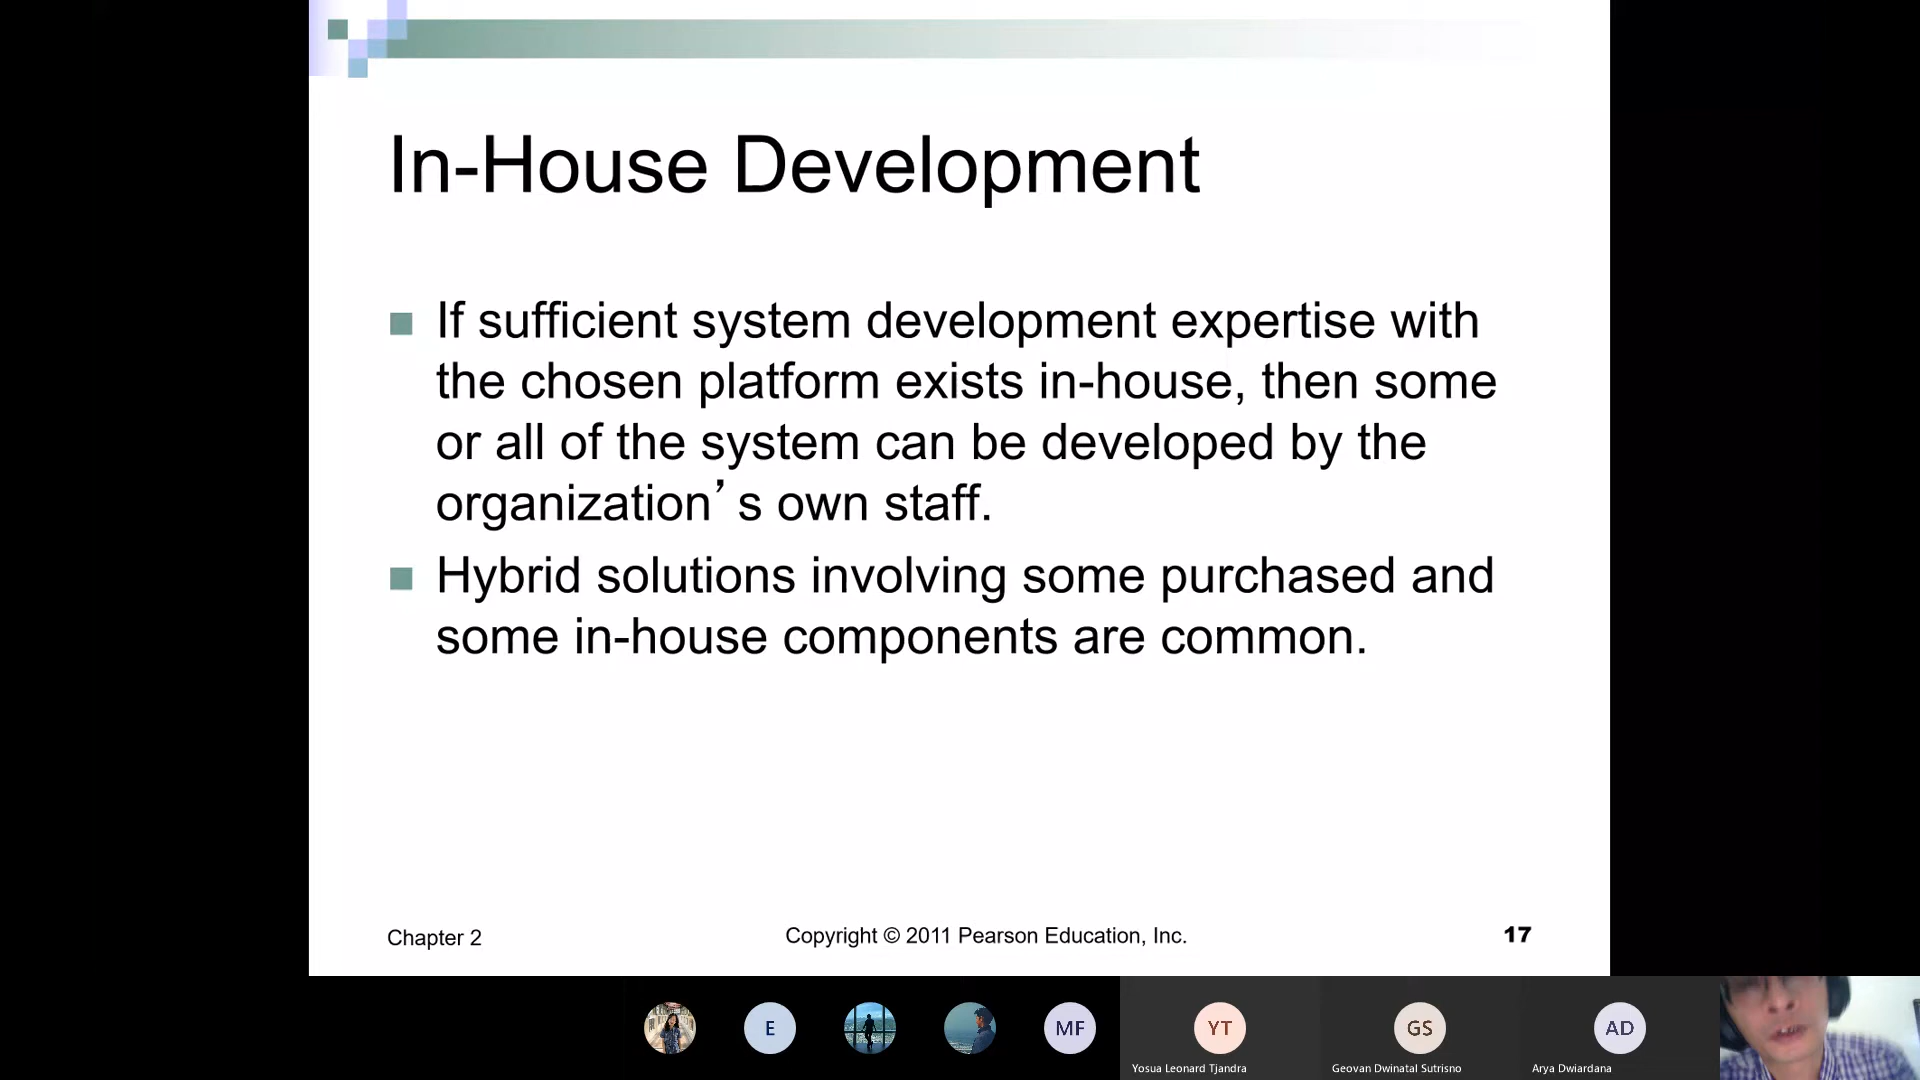 In-House Development
If sufficient system development expertise with
the chosen platform exists in-house, then some
or all of the system can be developed by the
organization’s own staff.
Hybrid solutions involving some purchased and
some in-house components are common.
Chapter 2
Copyright © 2011 Pearson Education, Inc.
17
E
MF
YT
GS
AD
Yosua Leonard Tjandra
Geovan Dwinatal Sutrisno
Arya Dwiardana